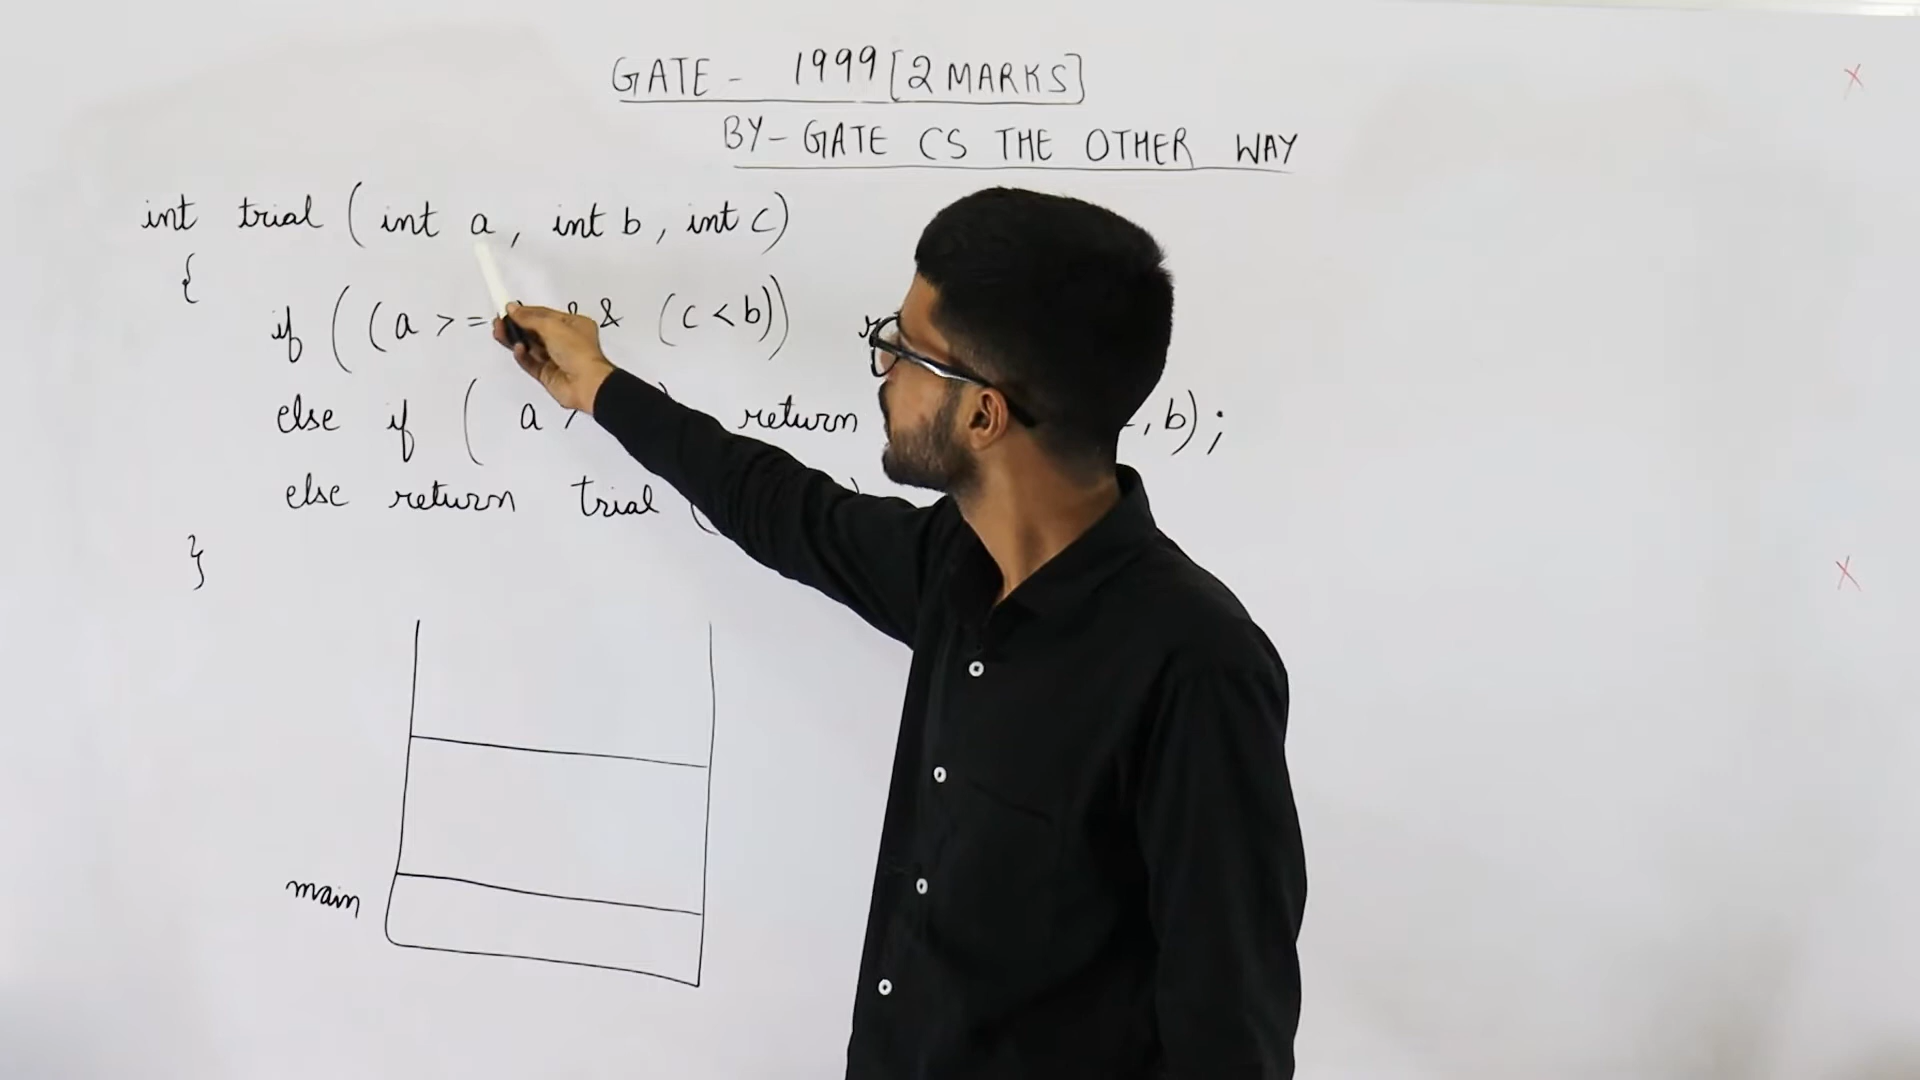 GATE - 1999 [2 MARKS]
BY - GATE CS THE OTHER WAY
int trial (int a, int b, int c)
{
if ((a >= && (c < b))
else if ( a return , b);
else return trial (
}
main
X
X